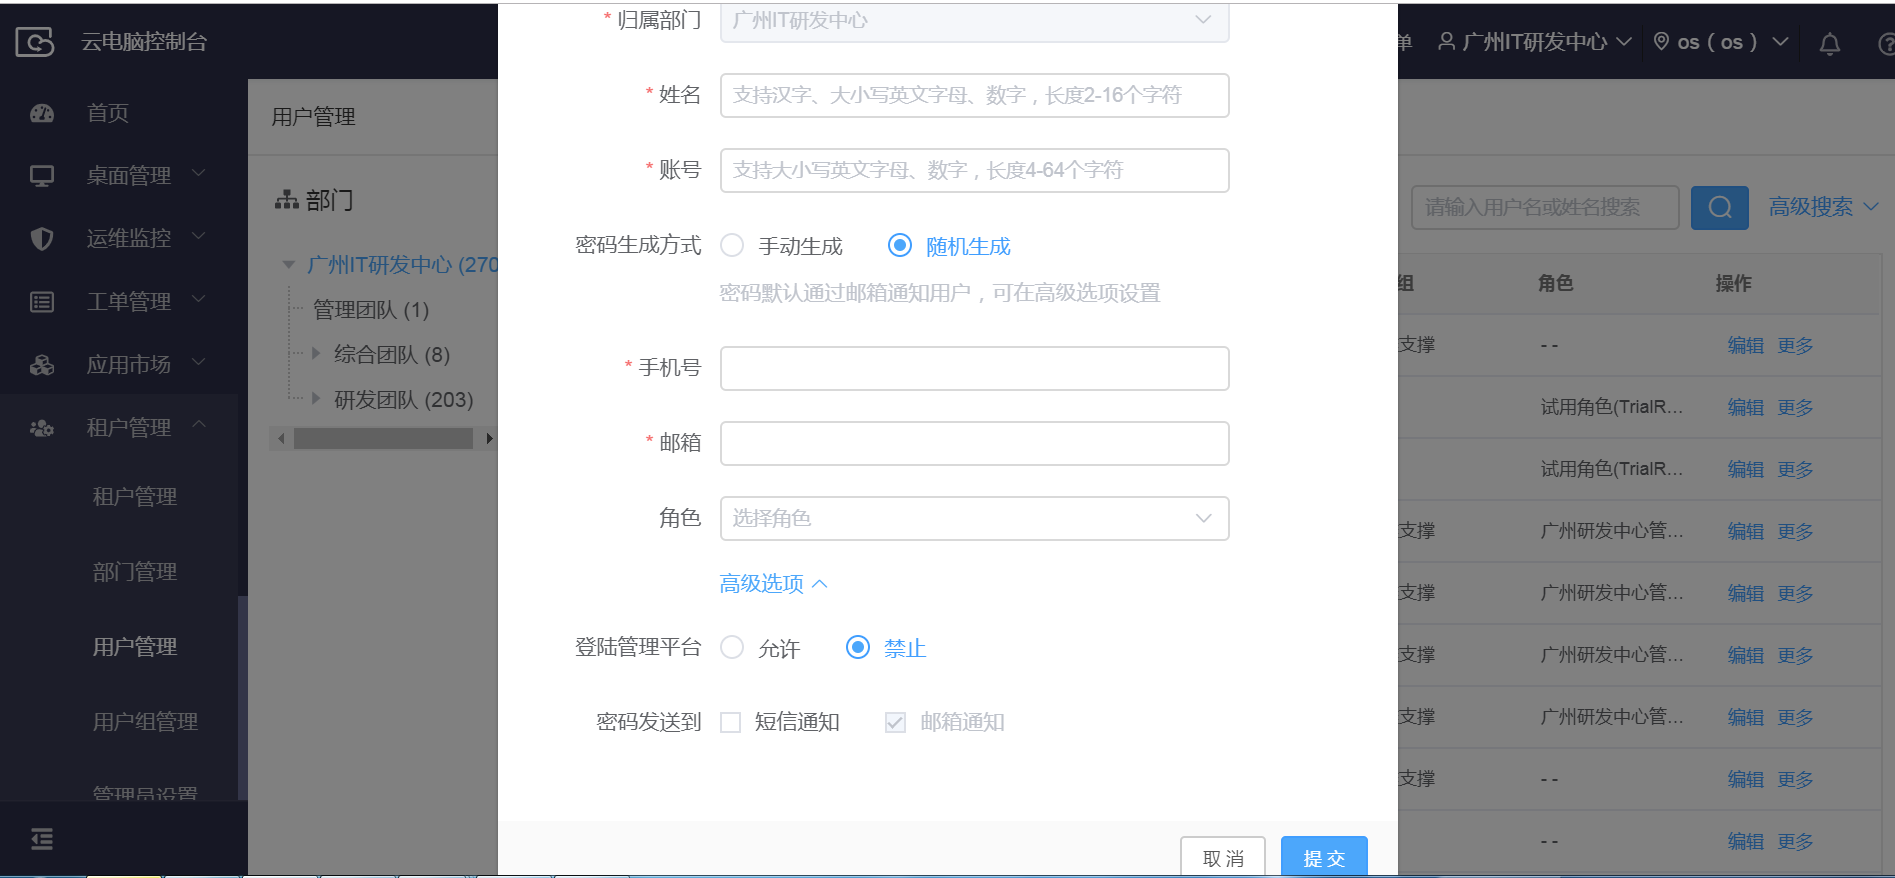 云电脑控制台
单
广州IT研发中心
os（os）
首页
桌面管理
运维监控
工单管理
应用市场
租户管理
租户管理
部门管理
用户管理
用户组管理
管理员设置
用户管理
部门
广州IT研发中心 (270
管理团队 (1)
综合团队 (8)
研发团队 (203)
* 归属部门 广州IT研发中心
* 姓名 支持汉字、大小写英文字母、数字，长度2-16个字符
* 账号 支持大小写英文字母、数字，长度4-64个字符
密码生成方式 手动生成 随机生成
密码默认通过邮箱通知用户，可在高级选项设置
* 手机号
* 邮箱
角色 选择角色
高级选项
登陆管理平台 允许 禁止
密码发送到 短信通知 邮箱通知
取消 提交
请输入用户名或姓名搜索 高级搜索
组 角色 操作
支撑 - - 编辑 更多
试用角色(TrialR... 编辑 更多
试用角色(TrialR... 编辑 更多
支撑 广州研发中心管... 编辑 更多
支撑 广州研发中心管... 编辑 更多
支撑 广州研发中心管... 编辑 更多
支撑 广州研发中心管... 编辑 更多
支撑 - - 编辑 更多
- - 编辑 更多